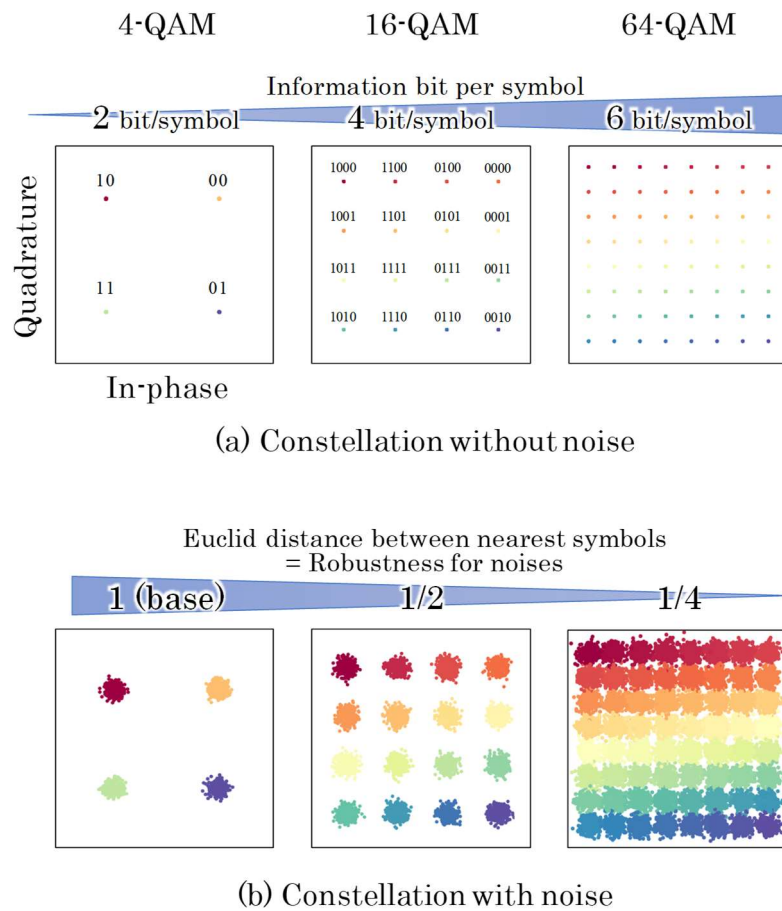 4-QAM 16-QAM 64-QAM
Information bit per symbol
2 bit/symbol 4 bit/symbol 6 bit/symbol
Quadrature
10 00
11 01
1000 1100 0100 0000
1001 1101 0101 0001
1011 1111 0111 0011
1010 1110 0110 0010
In-phase
(a) Constellation without noise
Euclid distance between nearest symbols
= Robustness for noises
1 (base) 1/2 1/4
(b) Constellation with noise